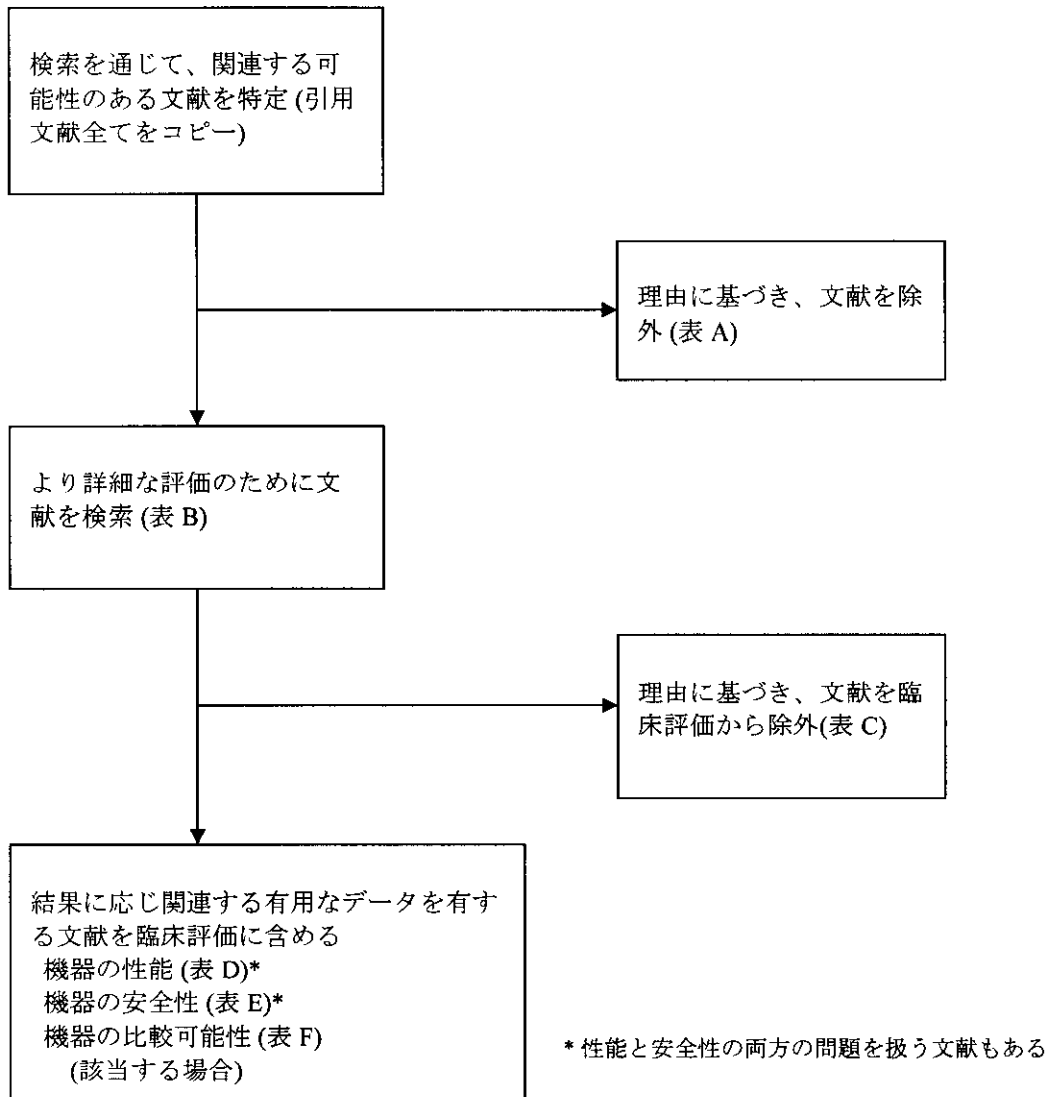 検索を通じて、関連する可
能性のある文献を特定 (引用
文献全てをコピー)
理由に基づき、文献を除
外 (表 A)
より詳細な評価のために文
献を検索 (表 B)
理由に基づき、文献を臨
床評価から除外(表 C)
結果に応じ関連する有用なデータを有す
る文献を臨床評価に含める
機器の性能 (表 D)*
機器の安全性 (表 E)*
機器の比較可能性 (表 F)
(該当する場合)
* 性能と安全性の両方の問題を扱う文献もある